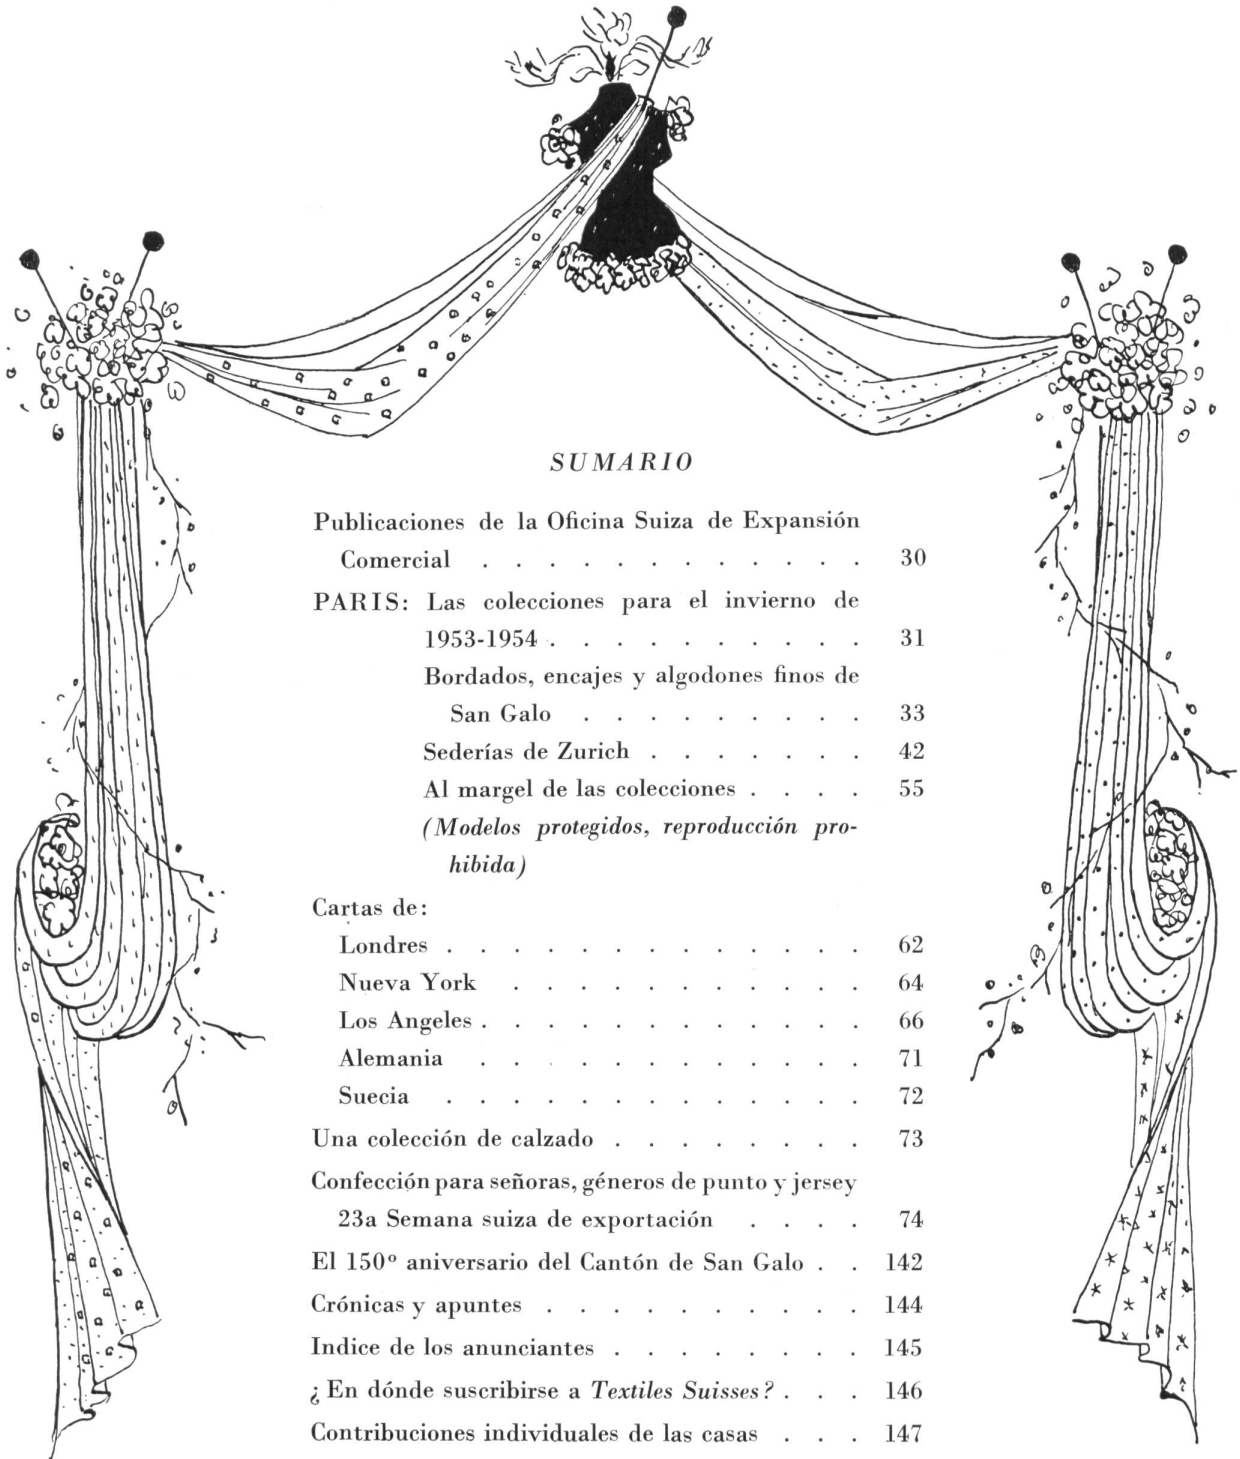 SUMARIO
Publicaciones de la Oficina Suiza de Expansión
Comercial . . . . . . . . . . . . 30
PARIS: Las colecciones para el invierno de
1953-1954 . . . . . . . . . . 31
Bordados, encajes y algodones finos de
San Galo . . . . . . . . . 33
Sederías de Zurich . . . . . . . 42
Al margel de las colecciones . . . . 55
(Modelos protegidos, reproducción pro-
hibida)
Cartas de:
Londres . . . . . . . . . . . . . 62
Nueva York . . . . . . . . . . . 64
Los Angeles . . . . . . . . . . . . 66
Alemania . . . . . . . . . . . . 71
Suecia . . . . . . . . . . . . . 72
Una colección de calzado . . . . . . . . 73
Confección para señoras, géneros de punto y jersey
23a Semana suiza de exportación . . . . 74
El 150º aniversario del Cantón de San Galo . . 142
Crónicas y apuntes . . . . . . . . . . 144
Indice de los anunciantes . . . . . . . . 145
¿ En dónde suscribirse a Textiles Suisses ? . . . 146
Contribuciones individuales de las casas . . . 147